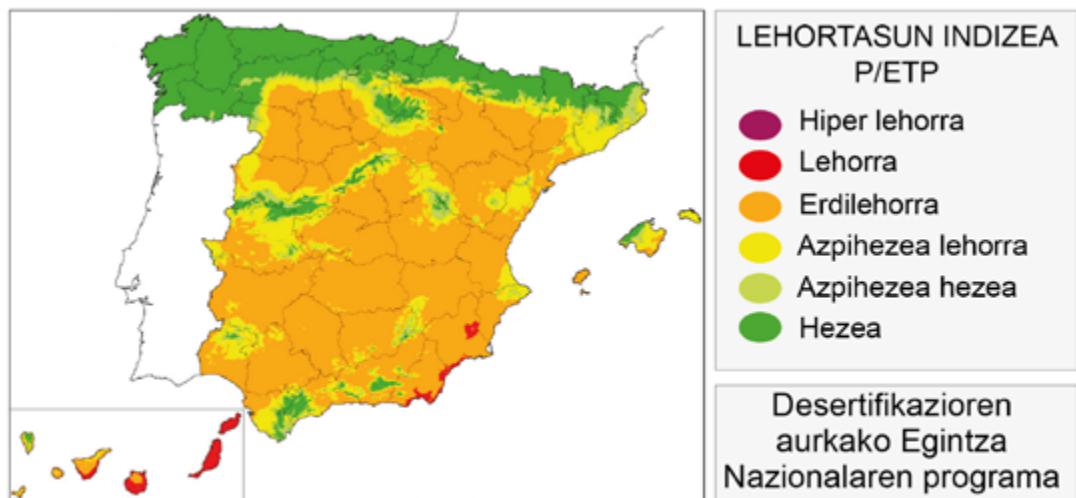 LEHORTASUN INDIZEA
P/ETP
Hiper lehorra
Lehorra
Erdilehorra
Azpihezea lehorra
Azpihezea hezea
Hezea
Desertifikazioren
aurkako Egintza
Nazionalaren programa